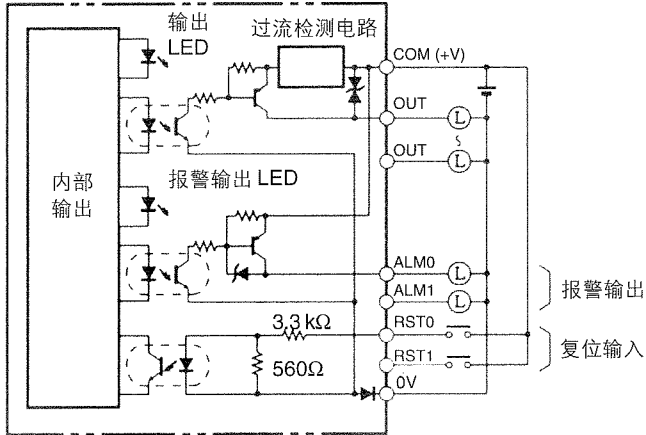 输出
LED
过流检测电路
COM (+V)
OUT
L
OUT
L
内部
输出
报警输出 LED
ALM0
L
ALM1
L
报警输出
3.3 kΩ
RST0
560Ω
RST1
复位输入
0V